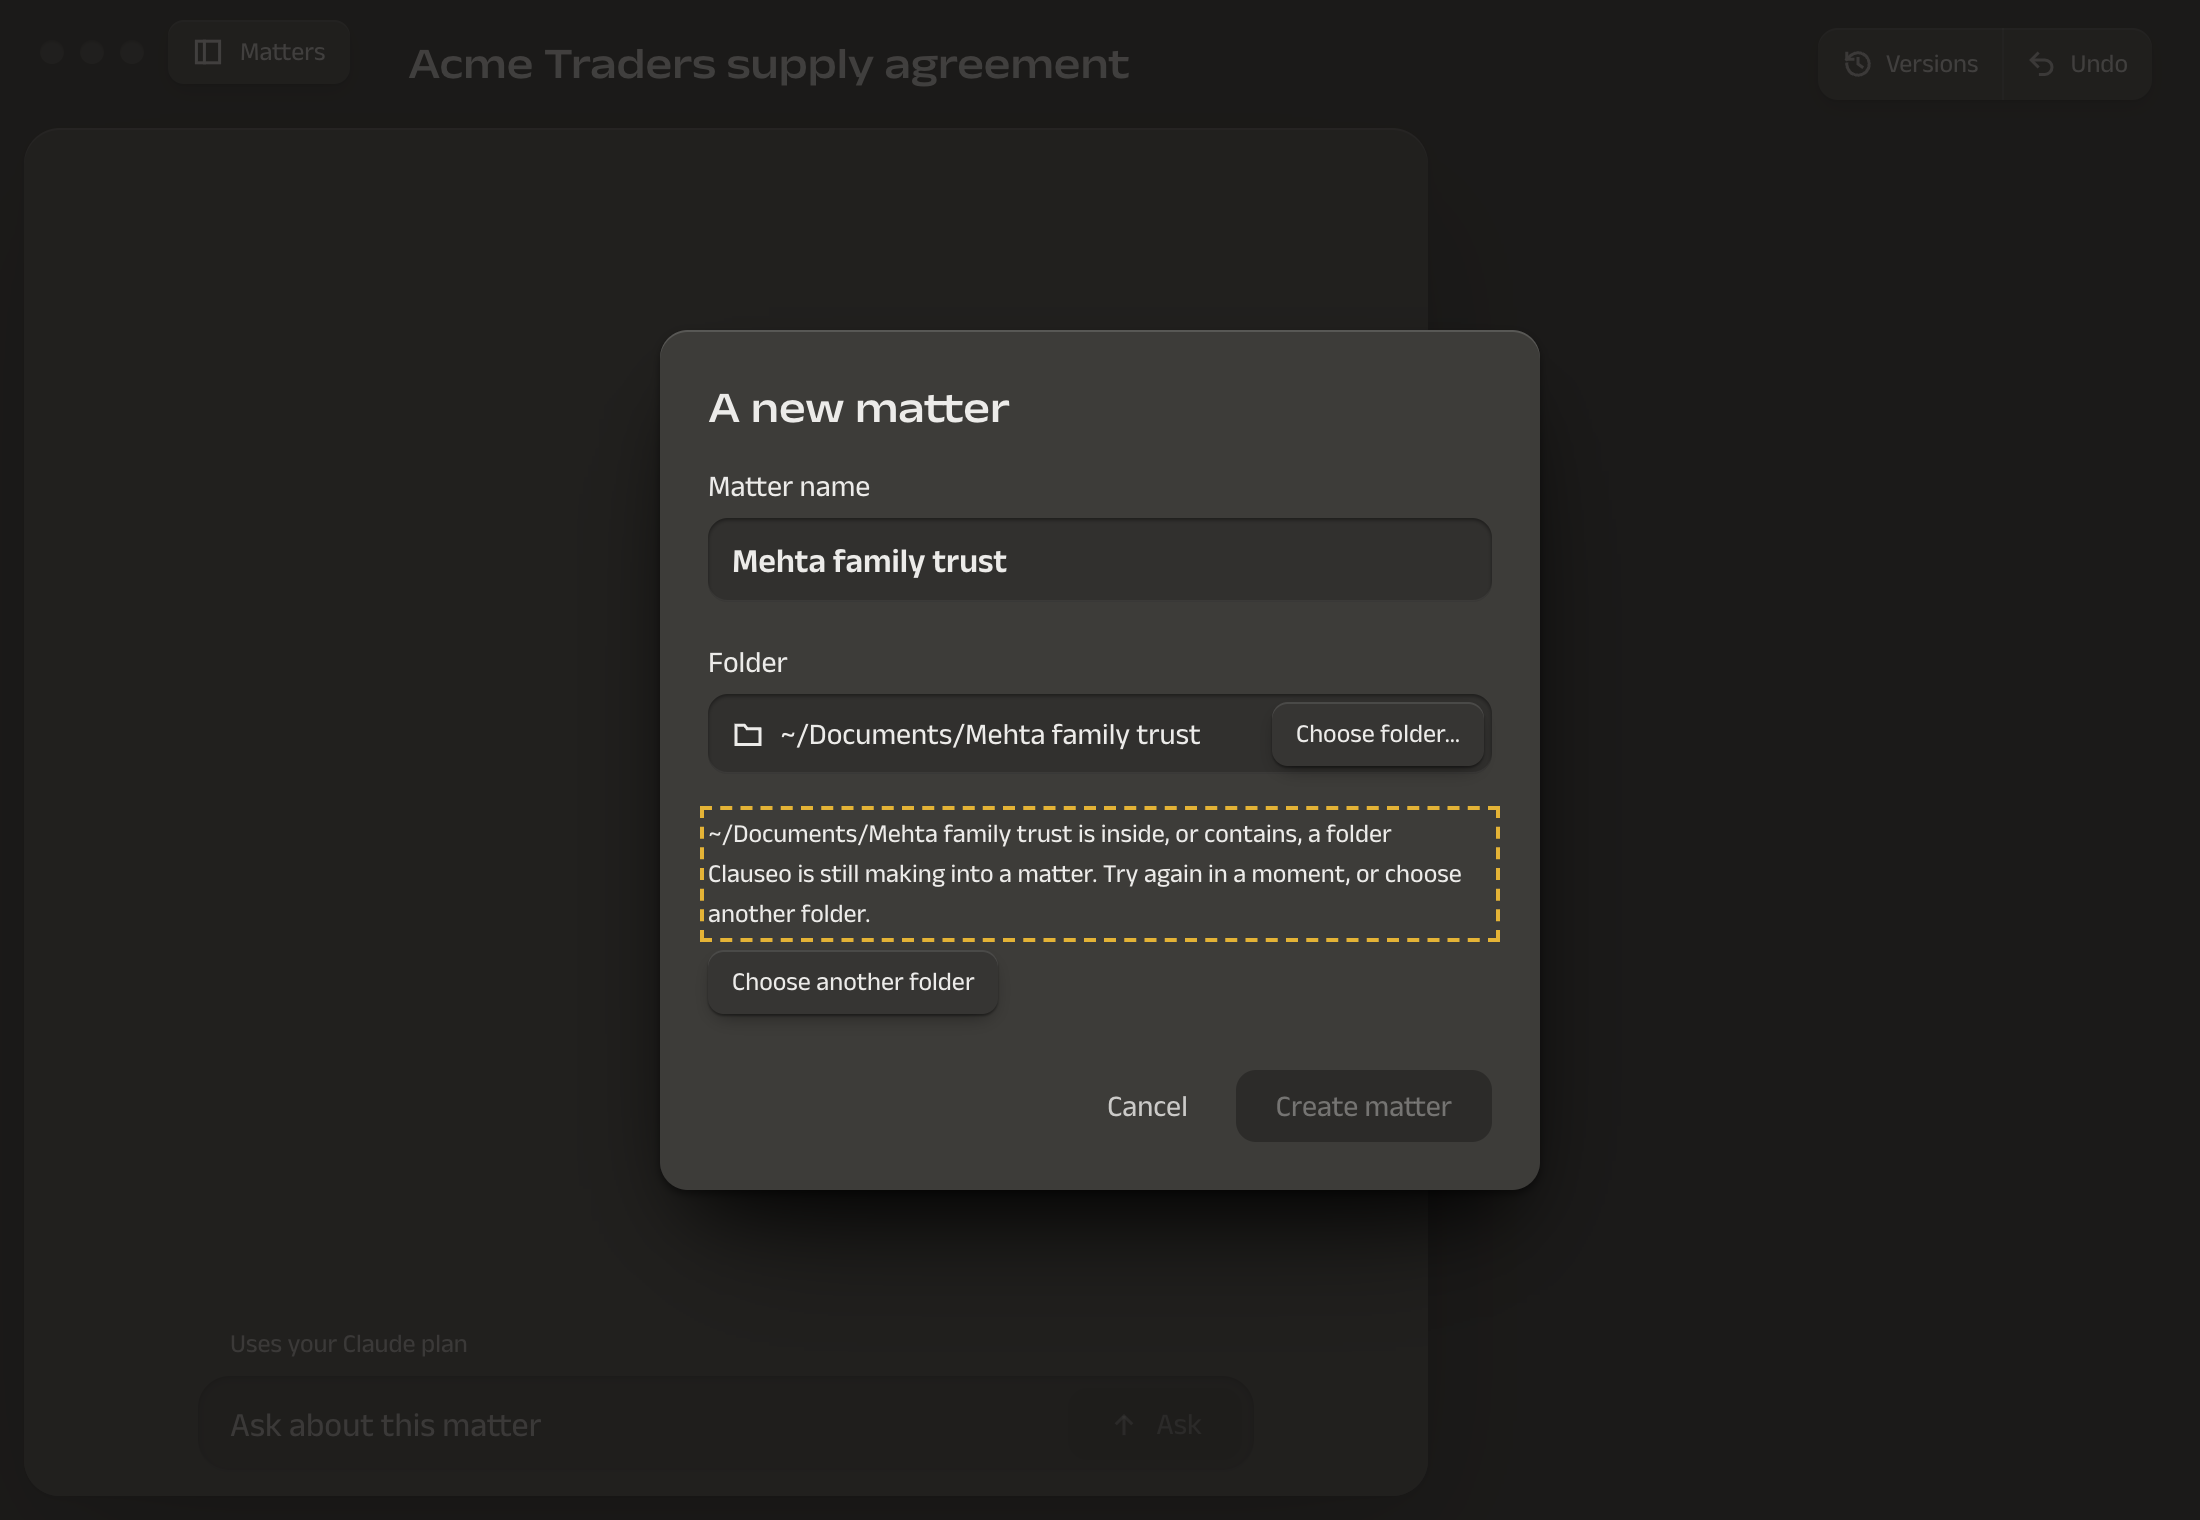 Matters
Acme Traders supply agreement
Versions
Undo
A new matter
Matter name
Mehta family trust
Folder
~/Documents/Mehta family trust
Choose folder...
~/Documents/Mehta family trust is inside, or contains, a folder
Clauseo is still making into a matter. Try again in a moment, or choose
another folder.
Choose another folder
Cancel
Create matter
Uses your Claude plan
Ask about this matter
Ask